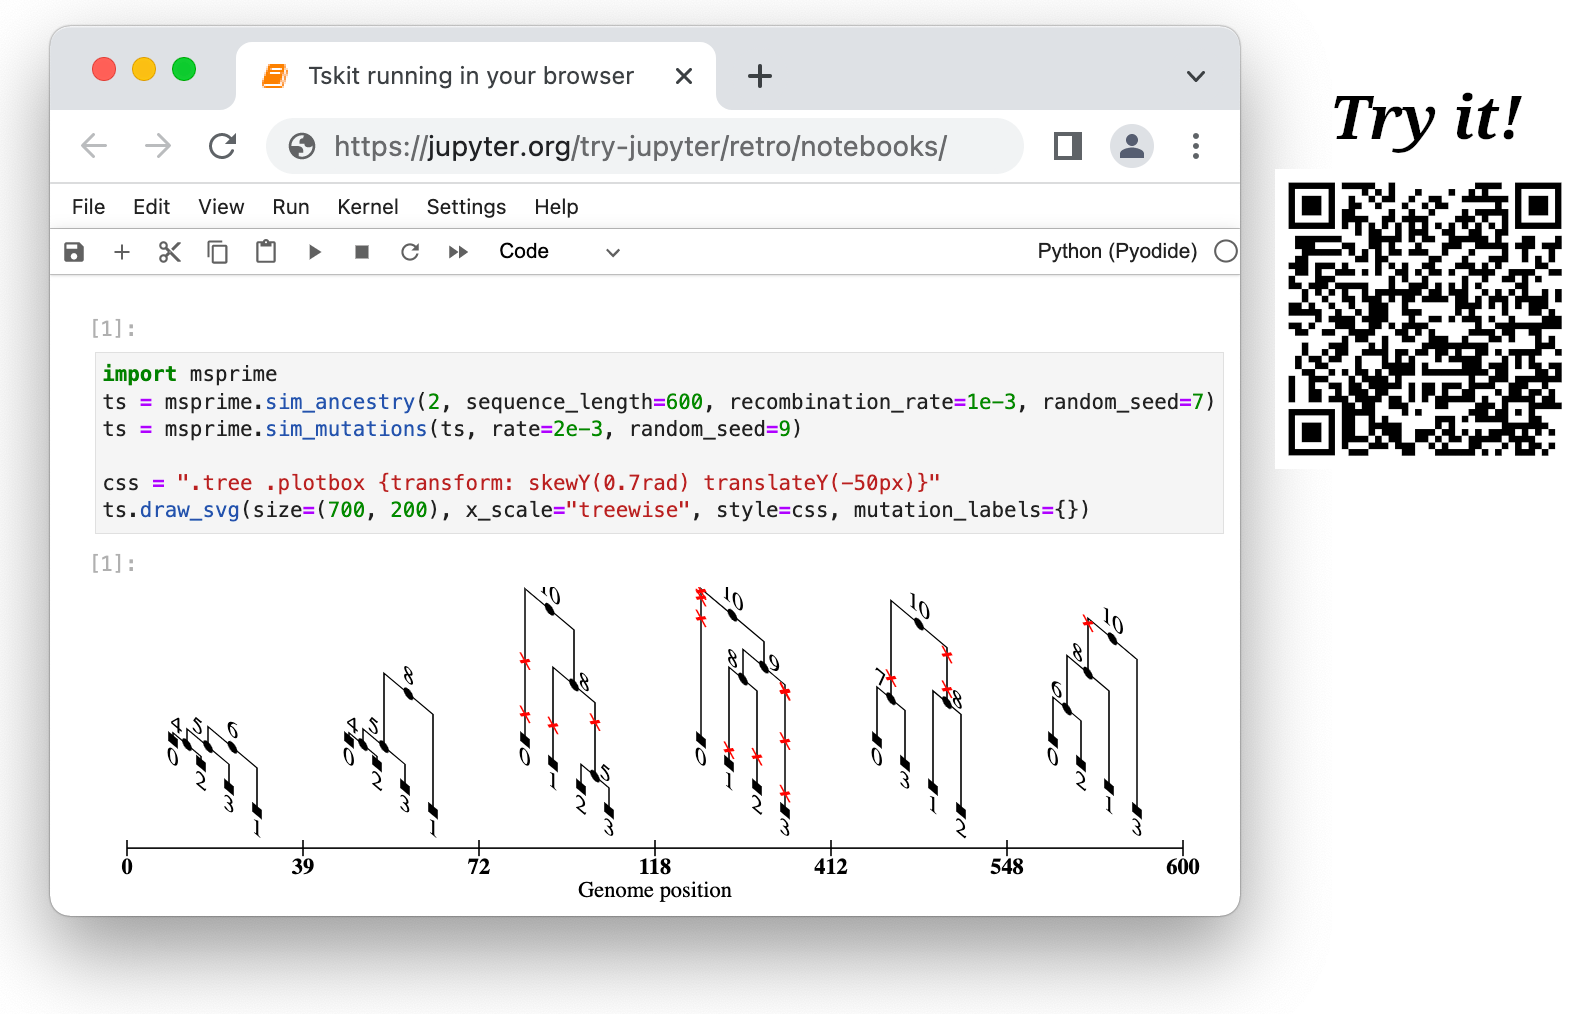 Tskit running in your browser
https://jupyter.org/try-jupyter/retro/notebooks/
File Edit View Run Kernel Settings Help
Code Python (Pyodide)
[1]:
import msprime
ts = msprime.sim_ancestry(2, sequence_length=600, recombination_rate=1e-3, random_seed=7)
ts = msprime.sim_mutations(ts, rate=2e-3, random_seed=9)
css = ".tree .plotbox {transform: skewY(0.7rad) translateY(-50px)}"
ts.draw_svg(size=(700, 200), x_scale="treewise", style=css, mutation_labels={})
[1]:
4 5 6 0 2 3 1
8 4 5 0 2 3 1
10 8 5 0 1 2 3
10 8 9 0 1 2 3
10 7 8 0 3 1 2
10 8 6 0 2 1 3
0 39 72 118 412 548 600
Genome position
Try it!